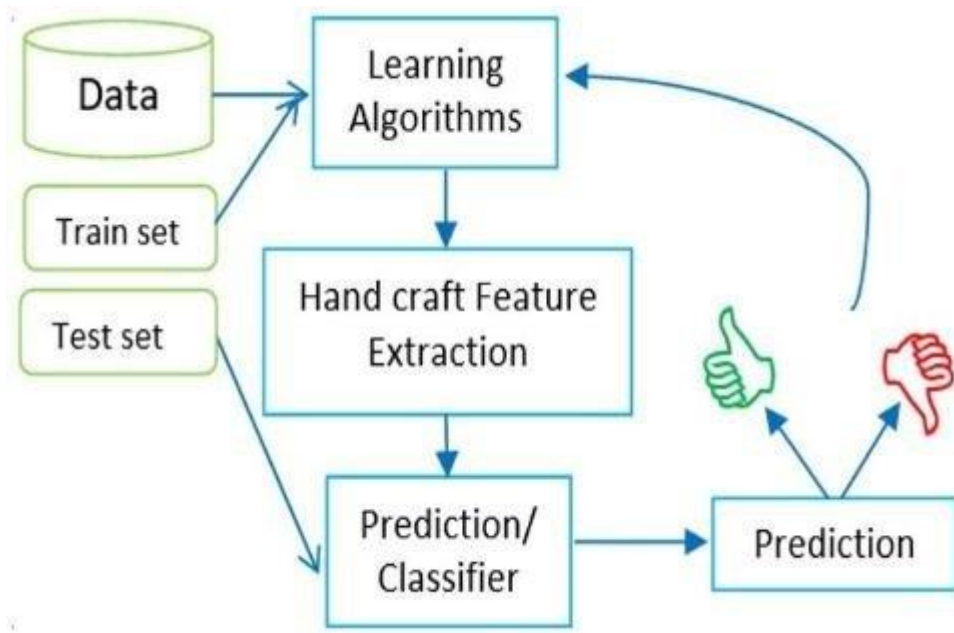 Data
Learning
Algorithms
Train set
Hand craft Feature
Extraction
Test set
Prediction/
Classifier
Prediction